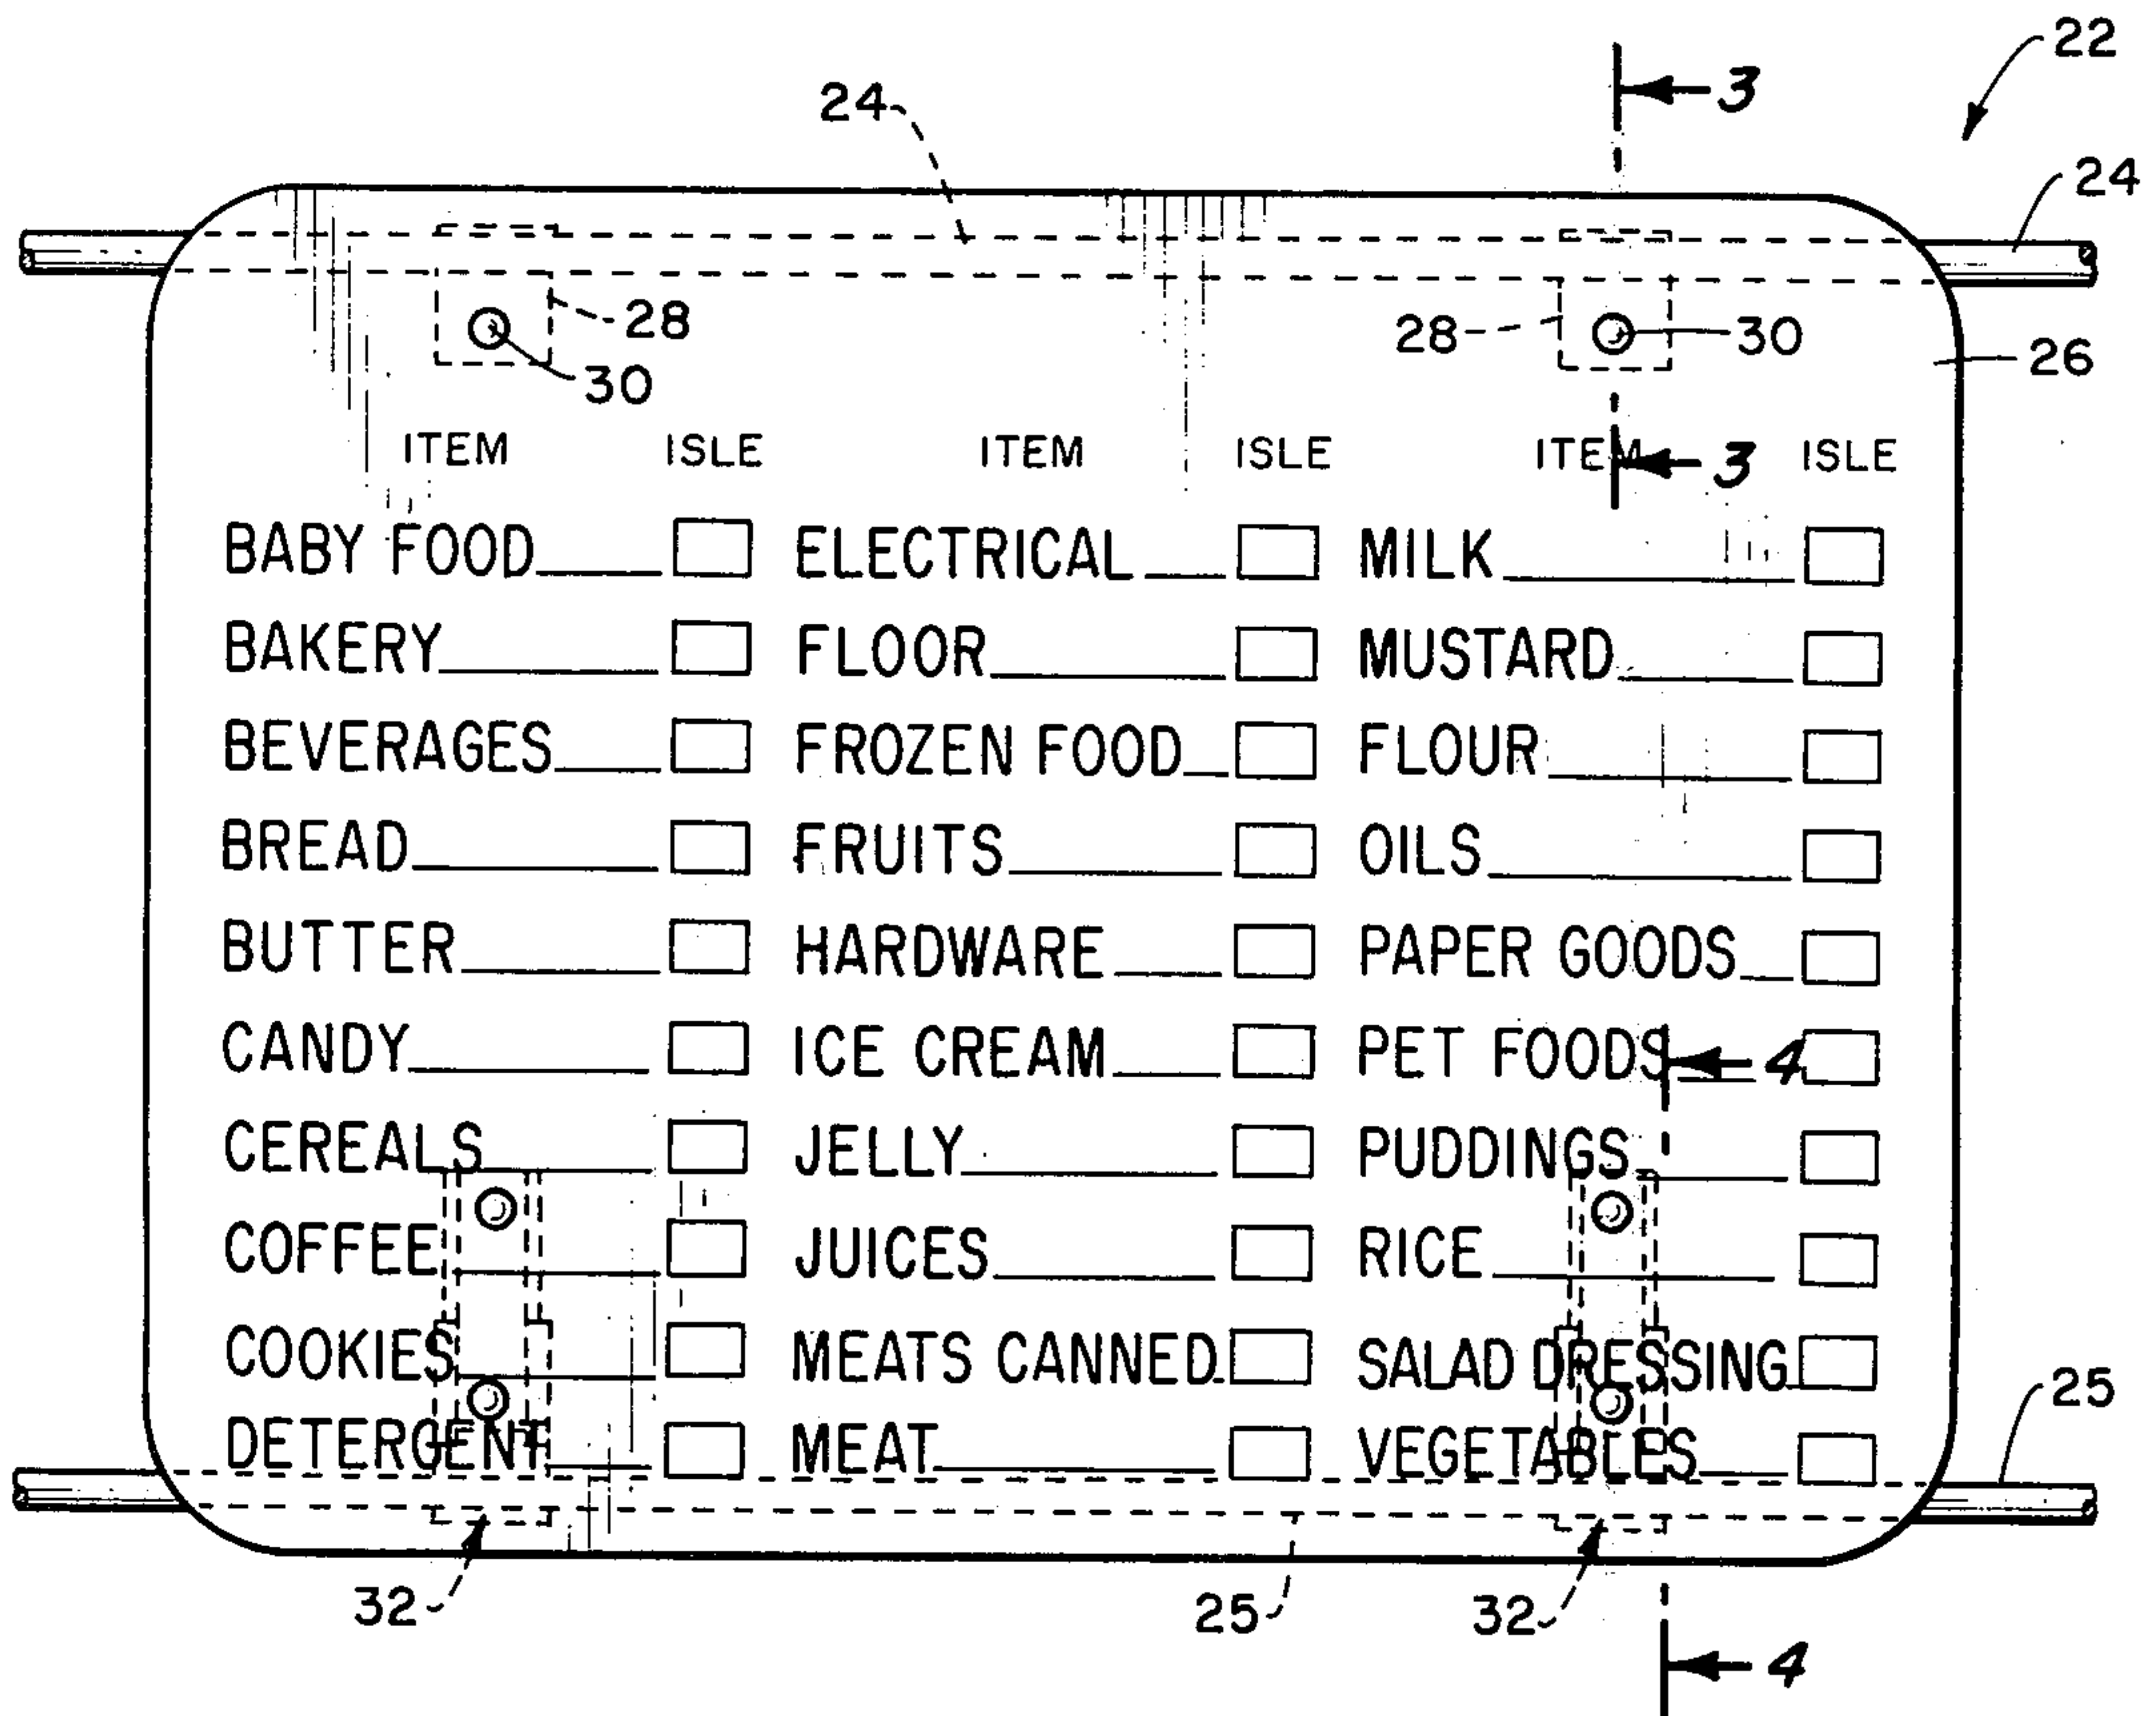 22
24
3
24
28
30
28
30
26
ITEM ISLE ITEM ISLE ITEM ISLE
3
BABY FOOD ELECTRICAL MILK
BAKERY FLOOR MUSTARD
BEVERAGES FROZEN FOOD FLOUR
BREAD FRUITS OILS
BUTTER HARDWARE PAPER GOODS
CANDY ICE CREAM PET FOODS
4
CEREALS JELLY PUDDINGS
COFFEE JUICES RICE
COOKIES MEATS CANNED SALAD DRESSING
25
DETERGENT MEAT VEGETABLES
32
25
32
4